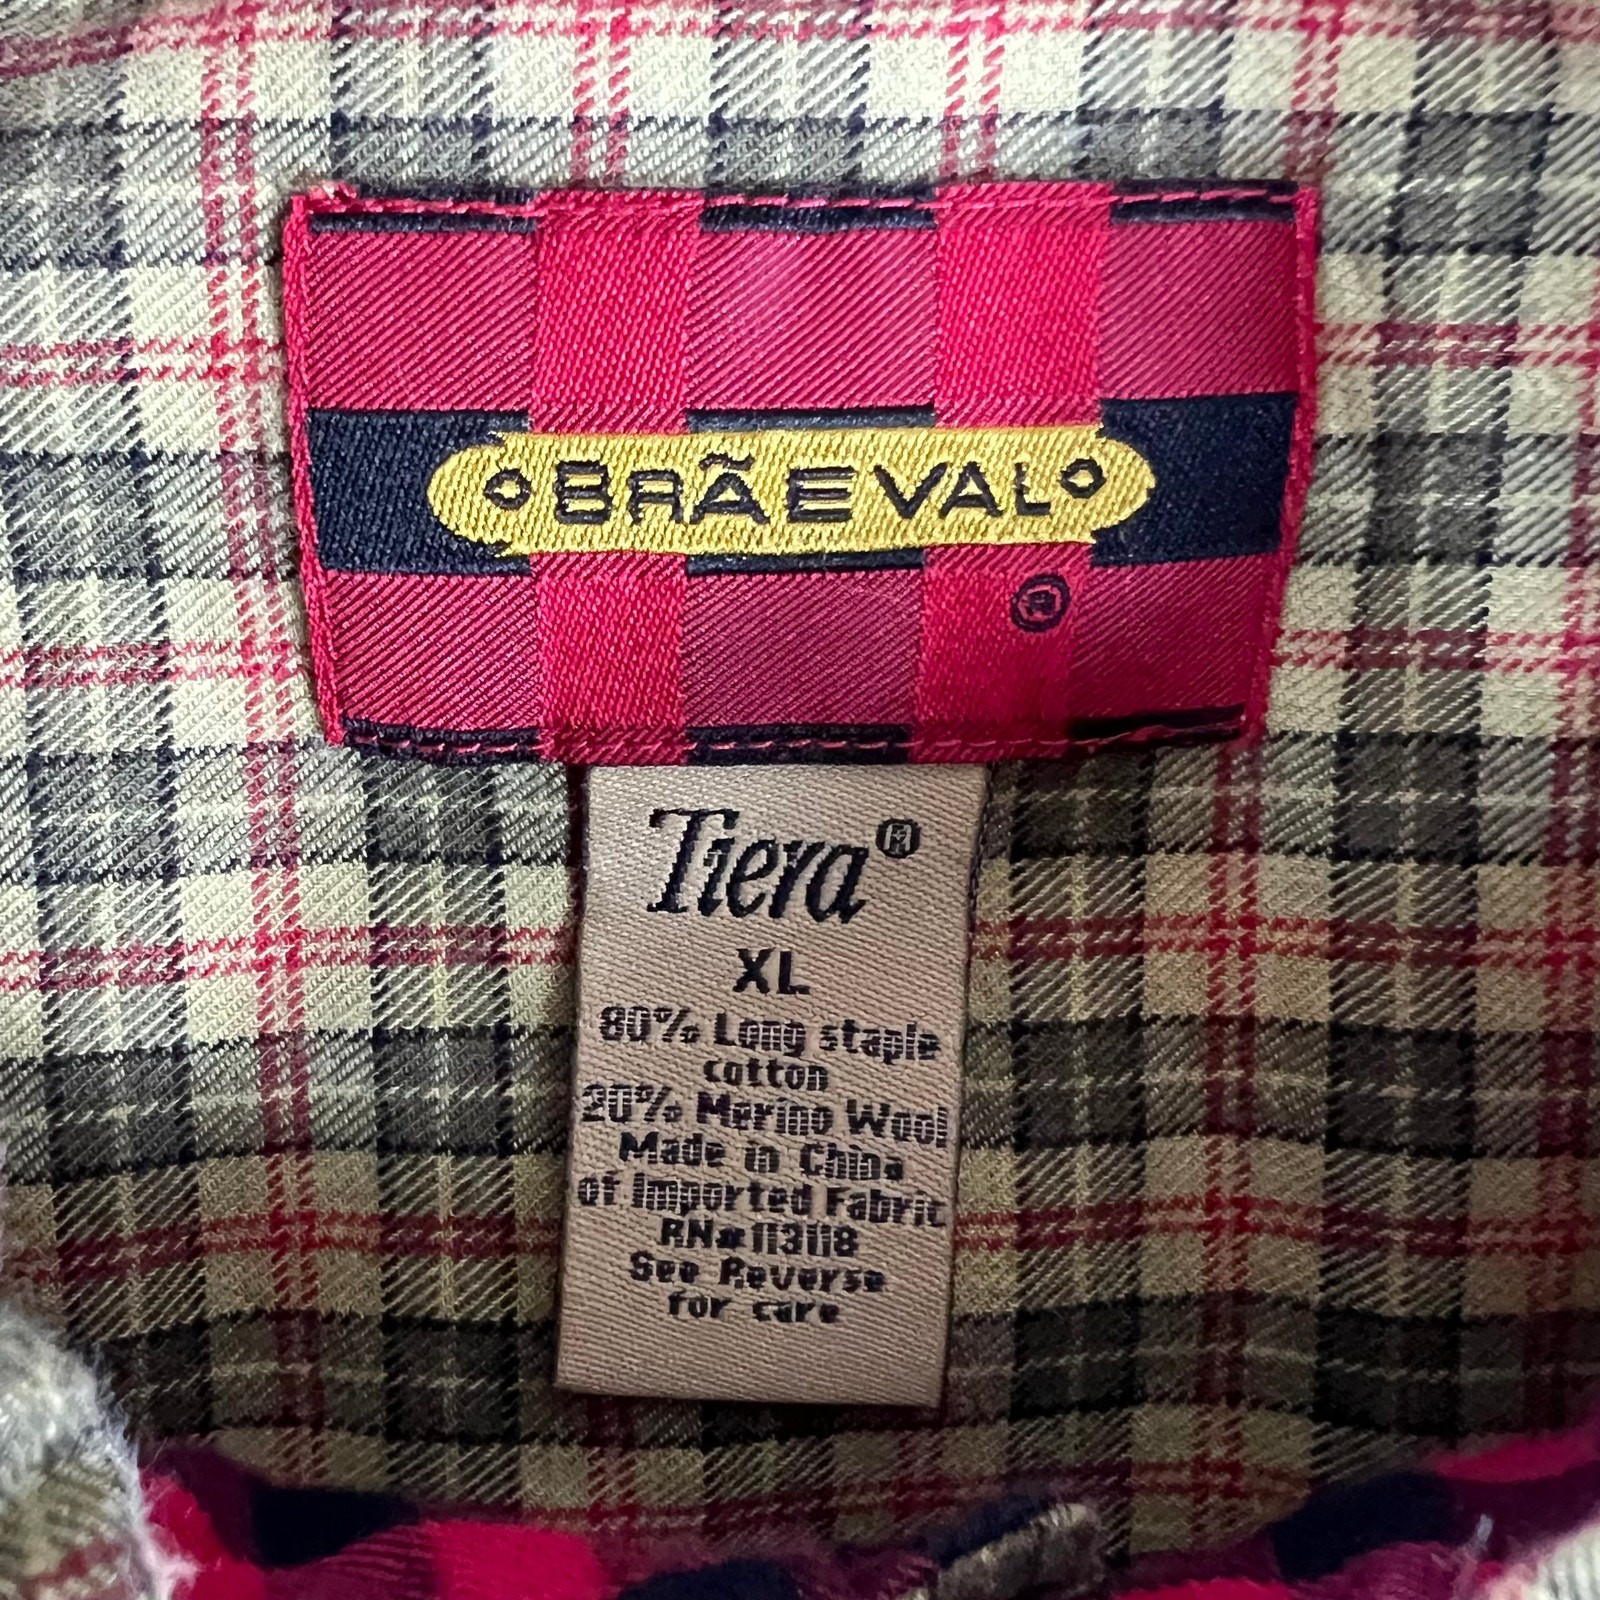 BRÃEVAL
®
Tiera®
XL
80% Long staple
cotton
20% Merino Wool
Made in China
of Imported Fabric
RN#113118
See Reverse
for care